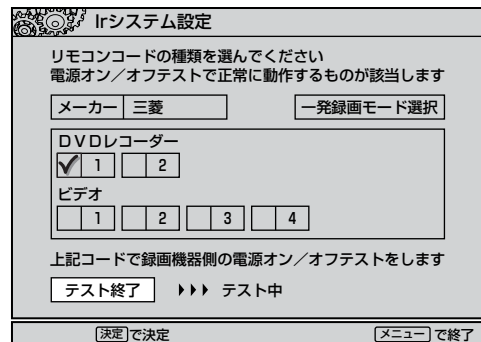 Irシステム設定
リモコンコードの種類を選んでください
電源オン／オフテストで正常に動作するものが該当します
メーカー 三菱 一発録画モード選択
ＤＶＤレコーダー
1 2
ビデオ
1 2 3 4
上記コードで録画機器側の電源オン／オフテストをします
テスト終了 テスト中
決定で決定 メニューで終了